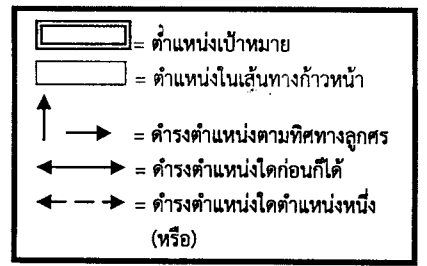 = ตำแหน่งเป้าหมาย
= ตำแหน่งในเส้นทางก้าวหน้า
= ดำรงตำแหน่งตามทิศทางลูกศร
= ดำรงตำแหน่งใดก่อนก็ได้
= ดำรงตำแหน่งใดตำแหน่งหนึ่ง
(หรือ)